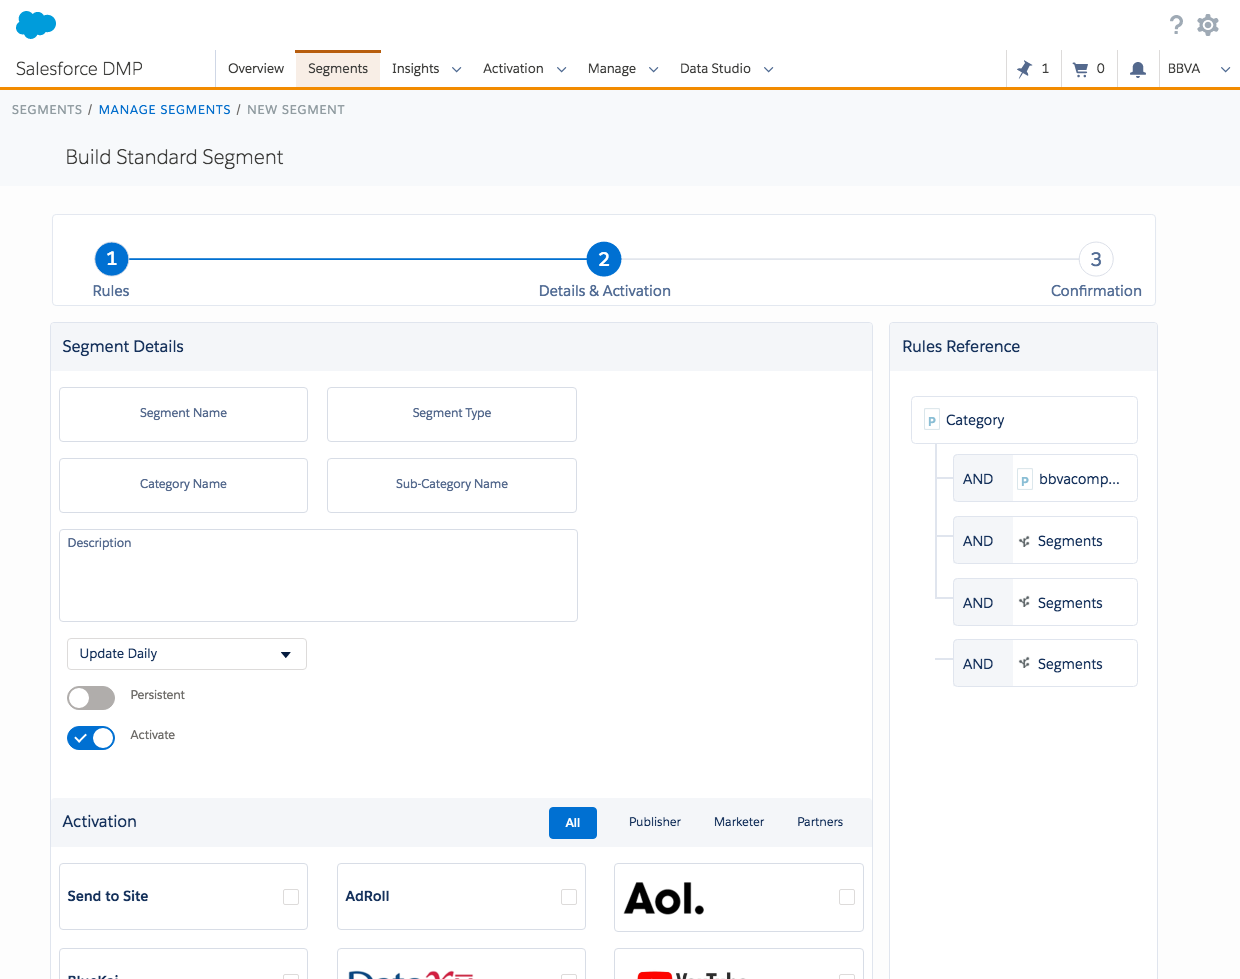 ?
Salesforce DMP
Overview Segments Insights Activation Manage Data Studio 1 0 BBVA
SEGMENTS / MANAGE SEGMENTS / NEW SEGMENT
Build Standard Segment
1 2 3
Rules Details & Activation Confirmation
Segment Details
Segment Name Segment Type
Category Name Sub-Category Name
Description
Update Daily
Persistent
Activate
Rules Reference
P Category
AND P bbvacomp...
AND Segments
AND Segments
AND Segments
Activation All Publisher Marketer Partners
Send to Site AdRoll Aol.
BlueKai YouTube